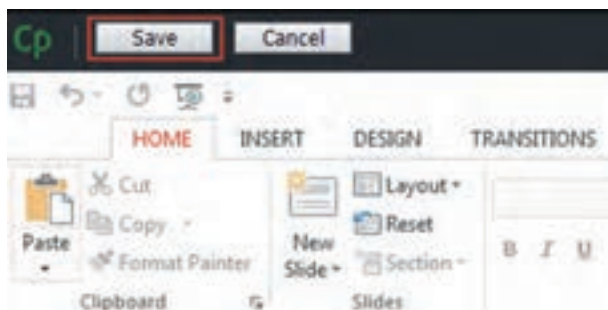 Cp Save Cancel
HOME INSERT DESIGN TRANSITIONS
Cut
Copy
Format Painter
Paste
Clipboard
New
Slide
Layout
Reset
Section
Slides
B I U